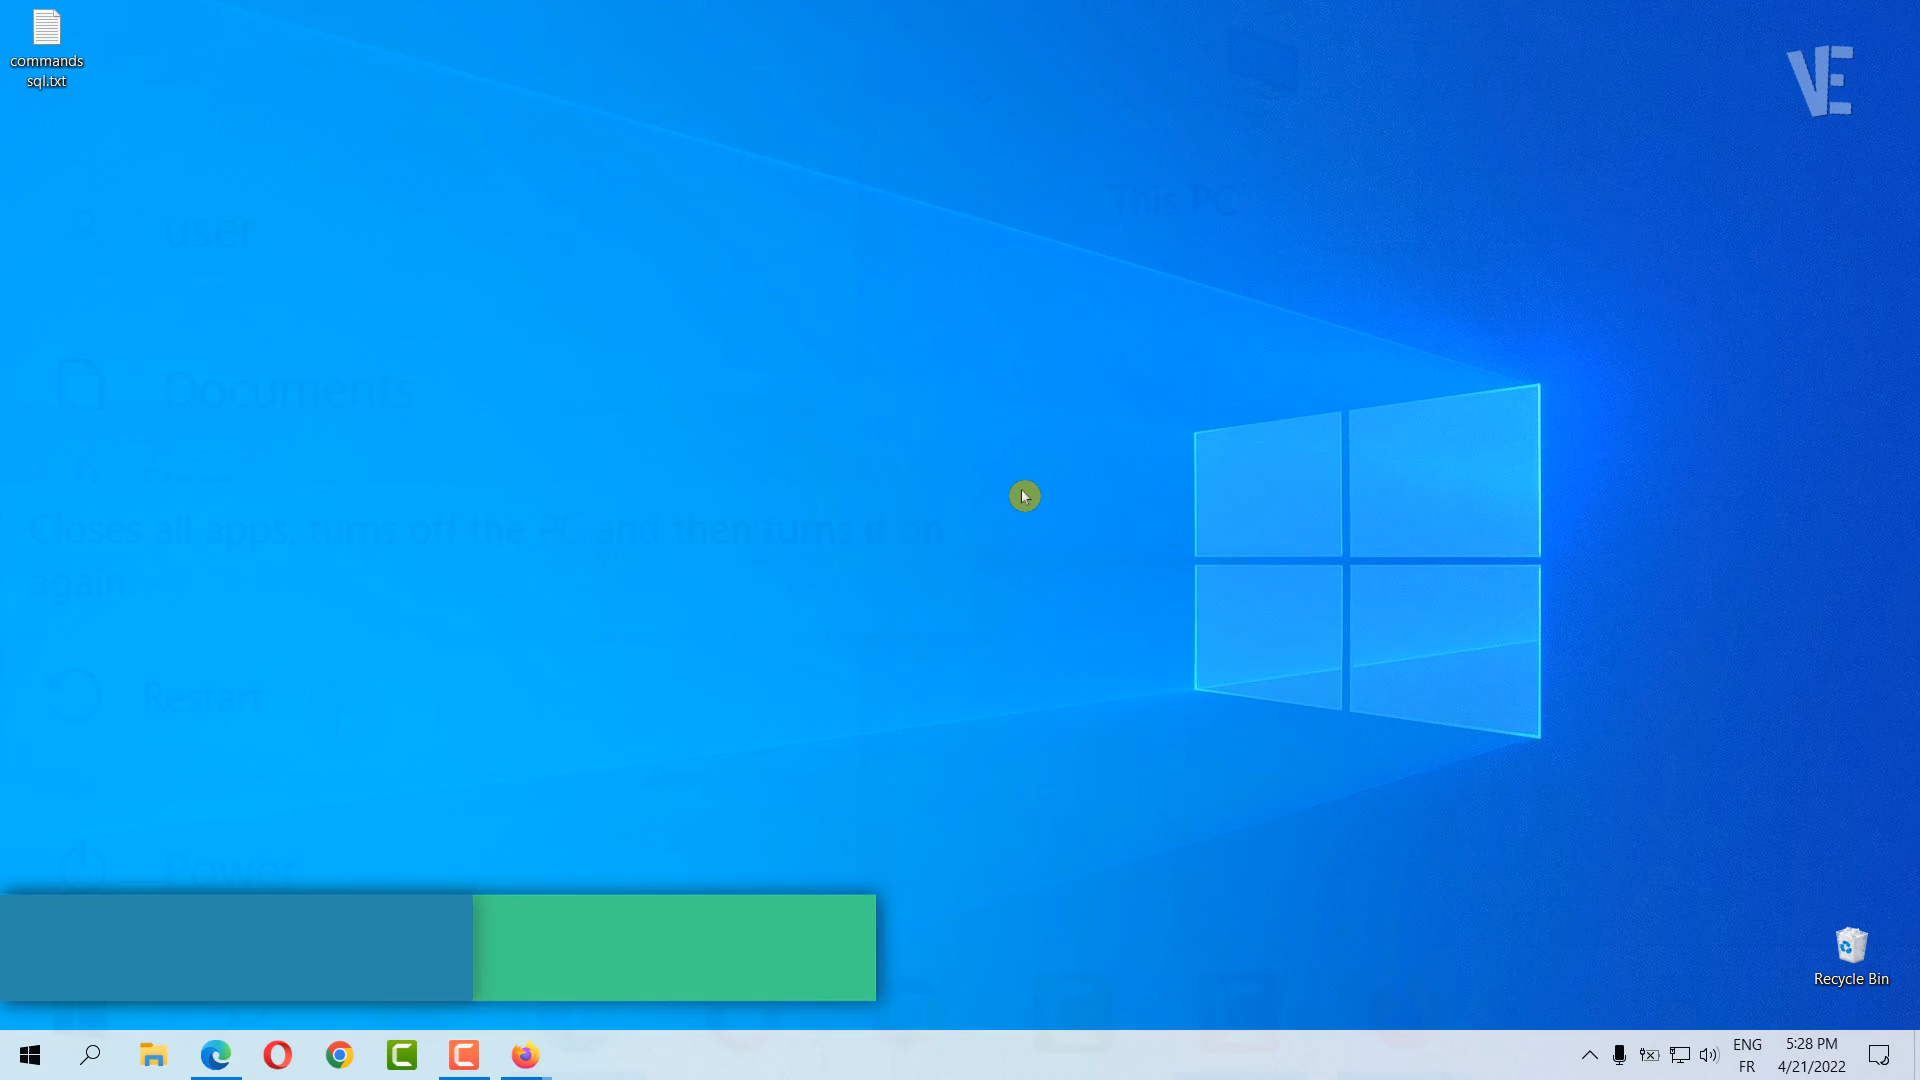 commands
sql.txt
VE
This PC
user
Documents
Closes all apps, turns off the PC and then turns it on
again.
Restart
Power
Recycle Bin
ENG
FR
5:28 PM
4/21/2022